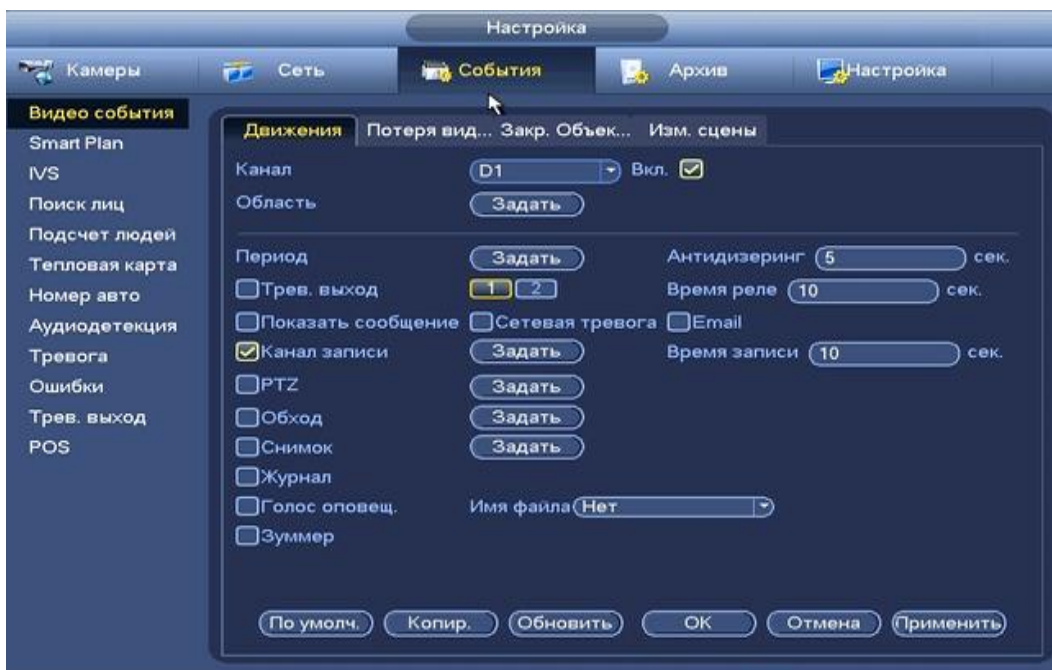 Настройка
Камеры Сеть События Архив Настройка
Видео события
Smart Plan
IVS
Поиск лиц
Подсчет людей
Тепловая карта
Номер авто
Аудиодетекция
Тревога
Ошибки
Трев. выход
POS
Движения Потеря вид... Закр. Объек... Изм. сцены
Канал D1 Вкл.
Область Задать
Период Задать Антидизеринг 5 сек.
Трев. выход 1 2 Время реле 10 сек.
Показать сообщение Сетевая тревога Email
Канал записи Задать Время записи 10 сек.
PTZ Задать
Обход Задать
Снимок Задать
Журнал
Голос оповещ. Имя файла Нет
Зуммер
По умолч. Копир. Обновить OK Отмена Применить